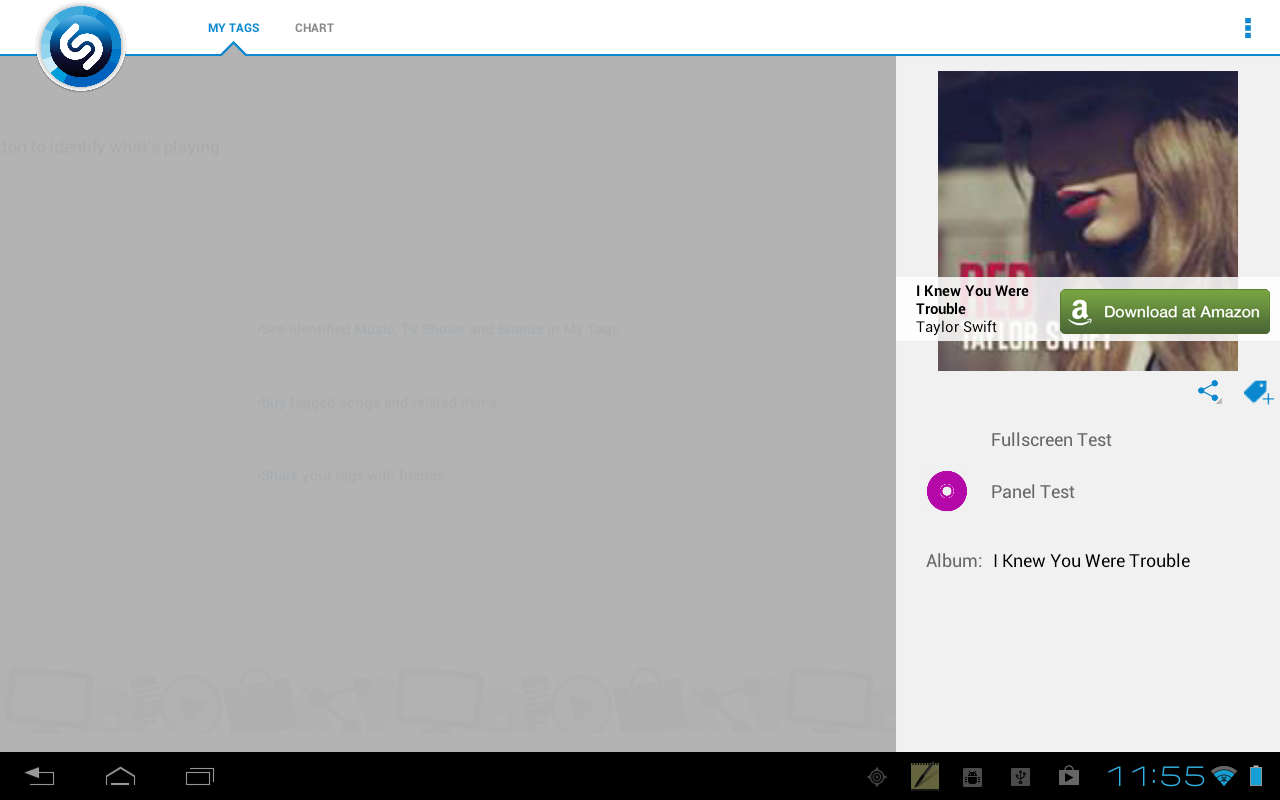 MY TAGS
CHART
ton to identify what's playing
•See identified Music, TV Shows and Brands in My Tags.
•Buy tagged songs and related items
•Share your tags with friends
RED
I Knew You Were
Trouble
Taylor Swift
Download at Amazon
TAYLOR SWIFT
Fullscreen Test
Panel Test
Album: I Knew You Were Trouble
11:55